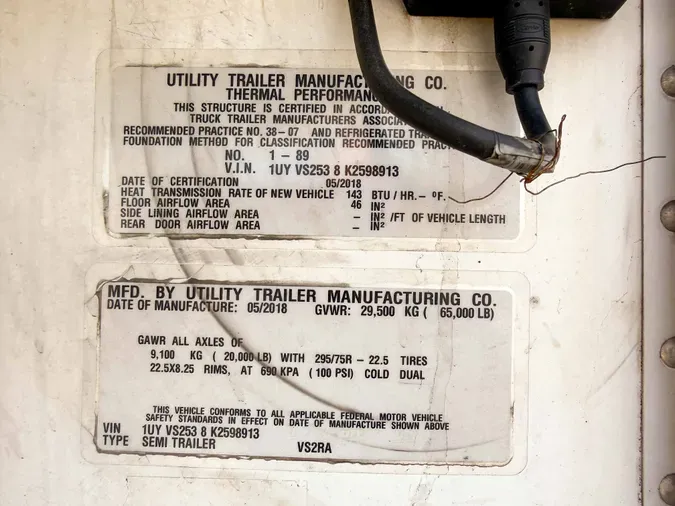 UTILITY TRAILER MANUFACTURING CO.
THERMAL
THIS STRUCTURE IS CERTIFIED IN
TRUCK TRAILER MANUFACTURERS
RECOMMENDED PRACTICE NO. 38 - 07 AND REFRIGERATED
FOUNDATION METHOD FOR CLASSIFICATION RECOMMENDED
NO. 1 - 89
V.I.N. 1UY VS253 8 K2598913
DATE OF CERTIFICATION 05/2018
HEAT TRANSMISSION RATE OF NEW VEHICLE 143 BTU / HR. - °F.
FLOOR AIRFLOW AREA 46 IN²
SIDE LINING AIRFLOW AREA - IN² /FT OF VEHICLE LENGTH
REAR DOOR AIRFLOW AREA - IN²
MFD. BY UTILITY TRAILER MANUFACTURING CO.
DATE OF MANUFACTURE: 05/2018 GVWR: 29,500 KG ( 65,000 LB)
GAWR ALL AXLES OF
9,100 KG ( 20,000 LB) WITH 295/75R - 22.5 TIRES
22.5X8.25 RIMS, AT 690 KPA ( 100 PSI) COLD DUAL
THIS VEHICLE CONFORMS TO ALL APPLICABLE FEDERAL MOTOR VEHICLE
SAFETY STANDARDS IN EFFECT ON DATE OF MANUFACTURE SHOWN ABOVE
VIN 1UY VS253 8 K2598913
TYPE SEMI TRAILER VS2RA